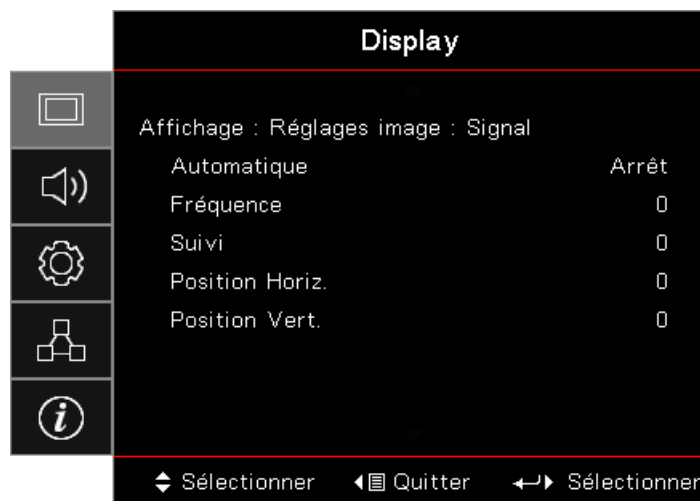 Display
Affichage : Réglages image : Signal
Automatique Arrêt
Fréquence 0
Suivi 0
Position Horiz. 0
Position Vert. 0
Sélectionner Quitter Sélectionner